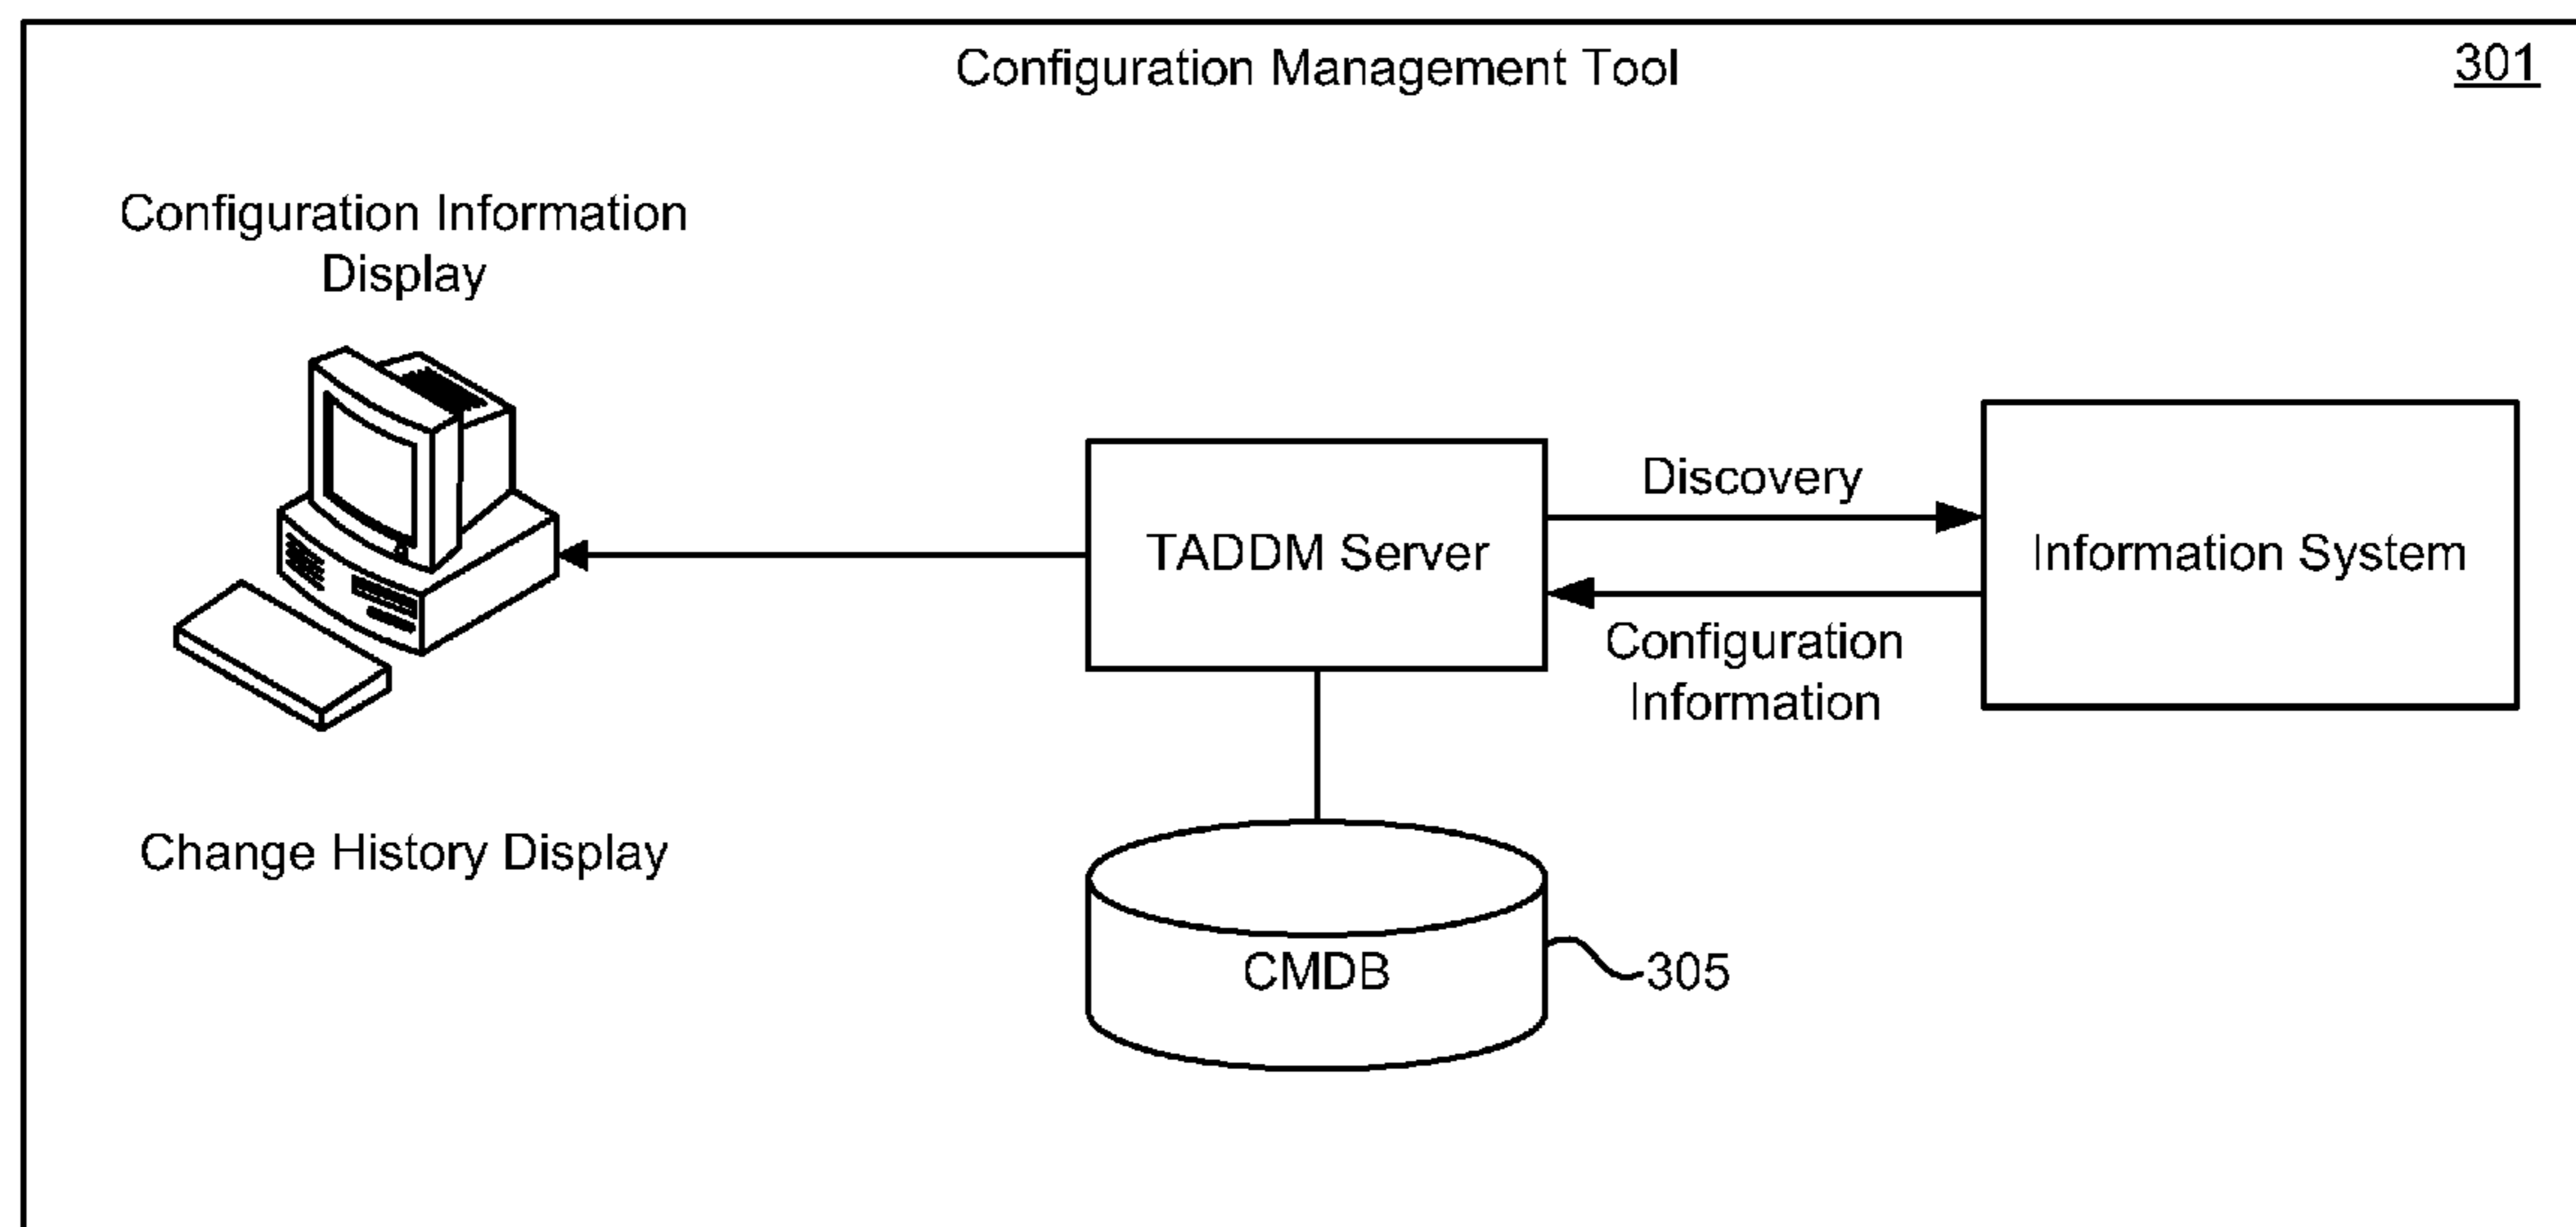 Configuration Management Tool
301
Configuration Information
Display
Discovery
TADDM Server
Information System
Configuration
Information
Change History Display
CMDB
305